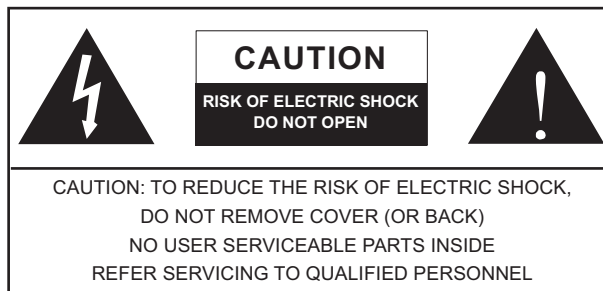 CAUTION
RISK OF ELECTRIC SHOCK
DO NOT OPEN
!
CAUTION: TO REDUCE THE RISK OF ELECTRIC SHOCK,
DO NOT REMOVE COVER (OR BACK)
NO USER SERVICEABLE PARTS INSIDE
REFER SERVICING TO QUALIFIED PERSONNEL